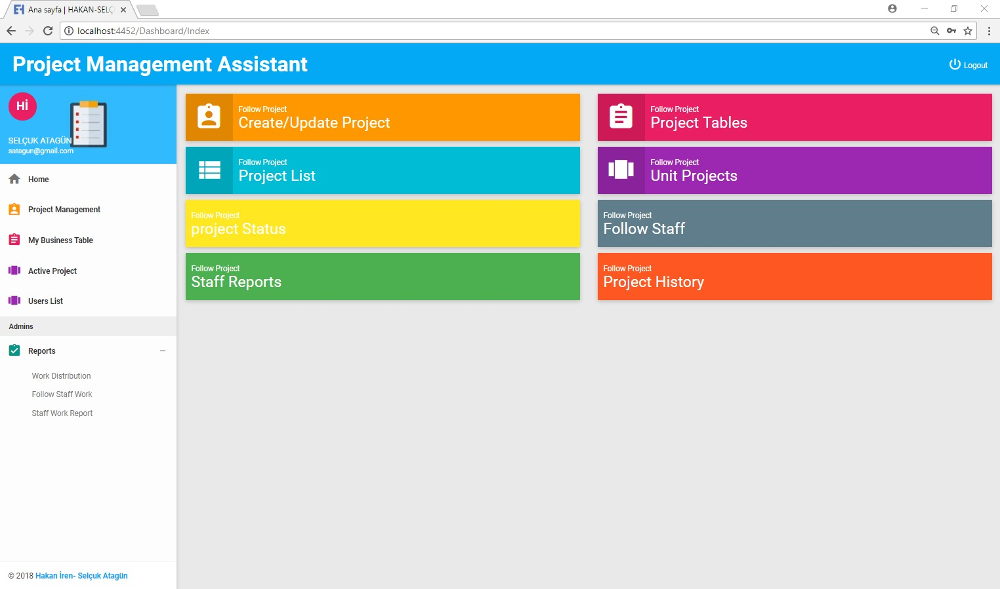 Ana sayfa | HAKAN-SELÇ
localhost:4452/Dashboard/Index
Project Management Assistant
Logout
Hİ
SELÇUK ATAGÜN
satagun@gmail.com
Home
Project Management
My Business Table
Active Project
Users List
Admins
Reports
Work Distribution
Follow Staff Work
Staff Work Report
© 2018 Hakan İren- Selçuk Atagün
Follow Project
Create/Update Project
Follow Project
Project Tables
Follow Project
Project List
Follow Project
Unit Projects
Follow Project
project Status
Follow Project
Follow Staff
Follow Project
Staff Reports
Follow Project
Project History